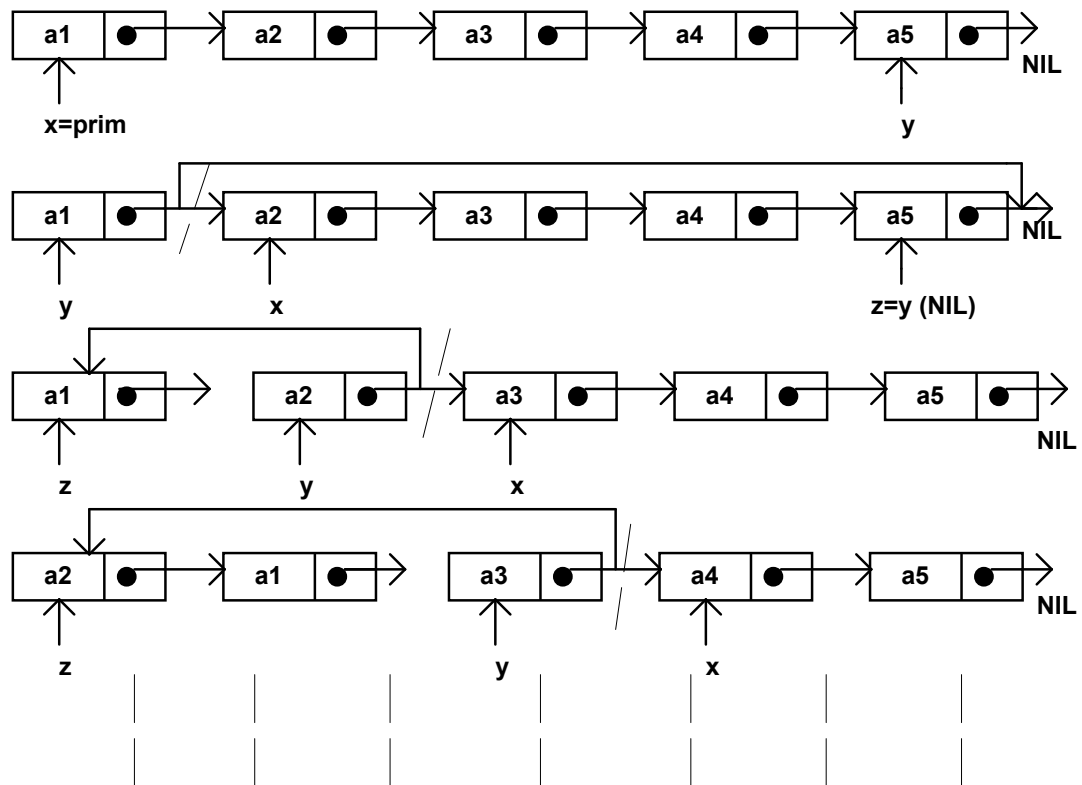 a1 a2 a3 a4 a5
NIL
x=prim y
a1 a2 a3 a4 a5
NIL
y x z=y (NIL)
a1 a2 a3 a4 a5
NIL
z y x
a2 a1 a3 a4 a5
NIL
z y x